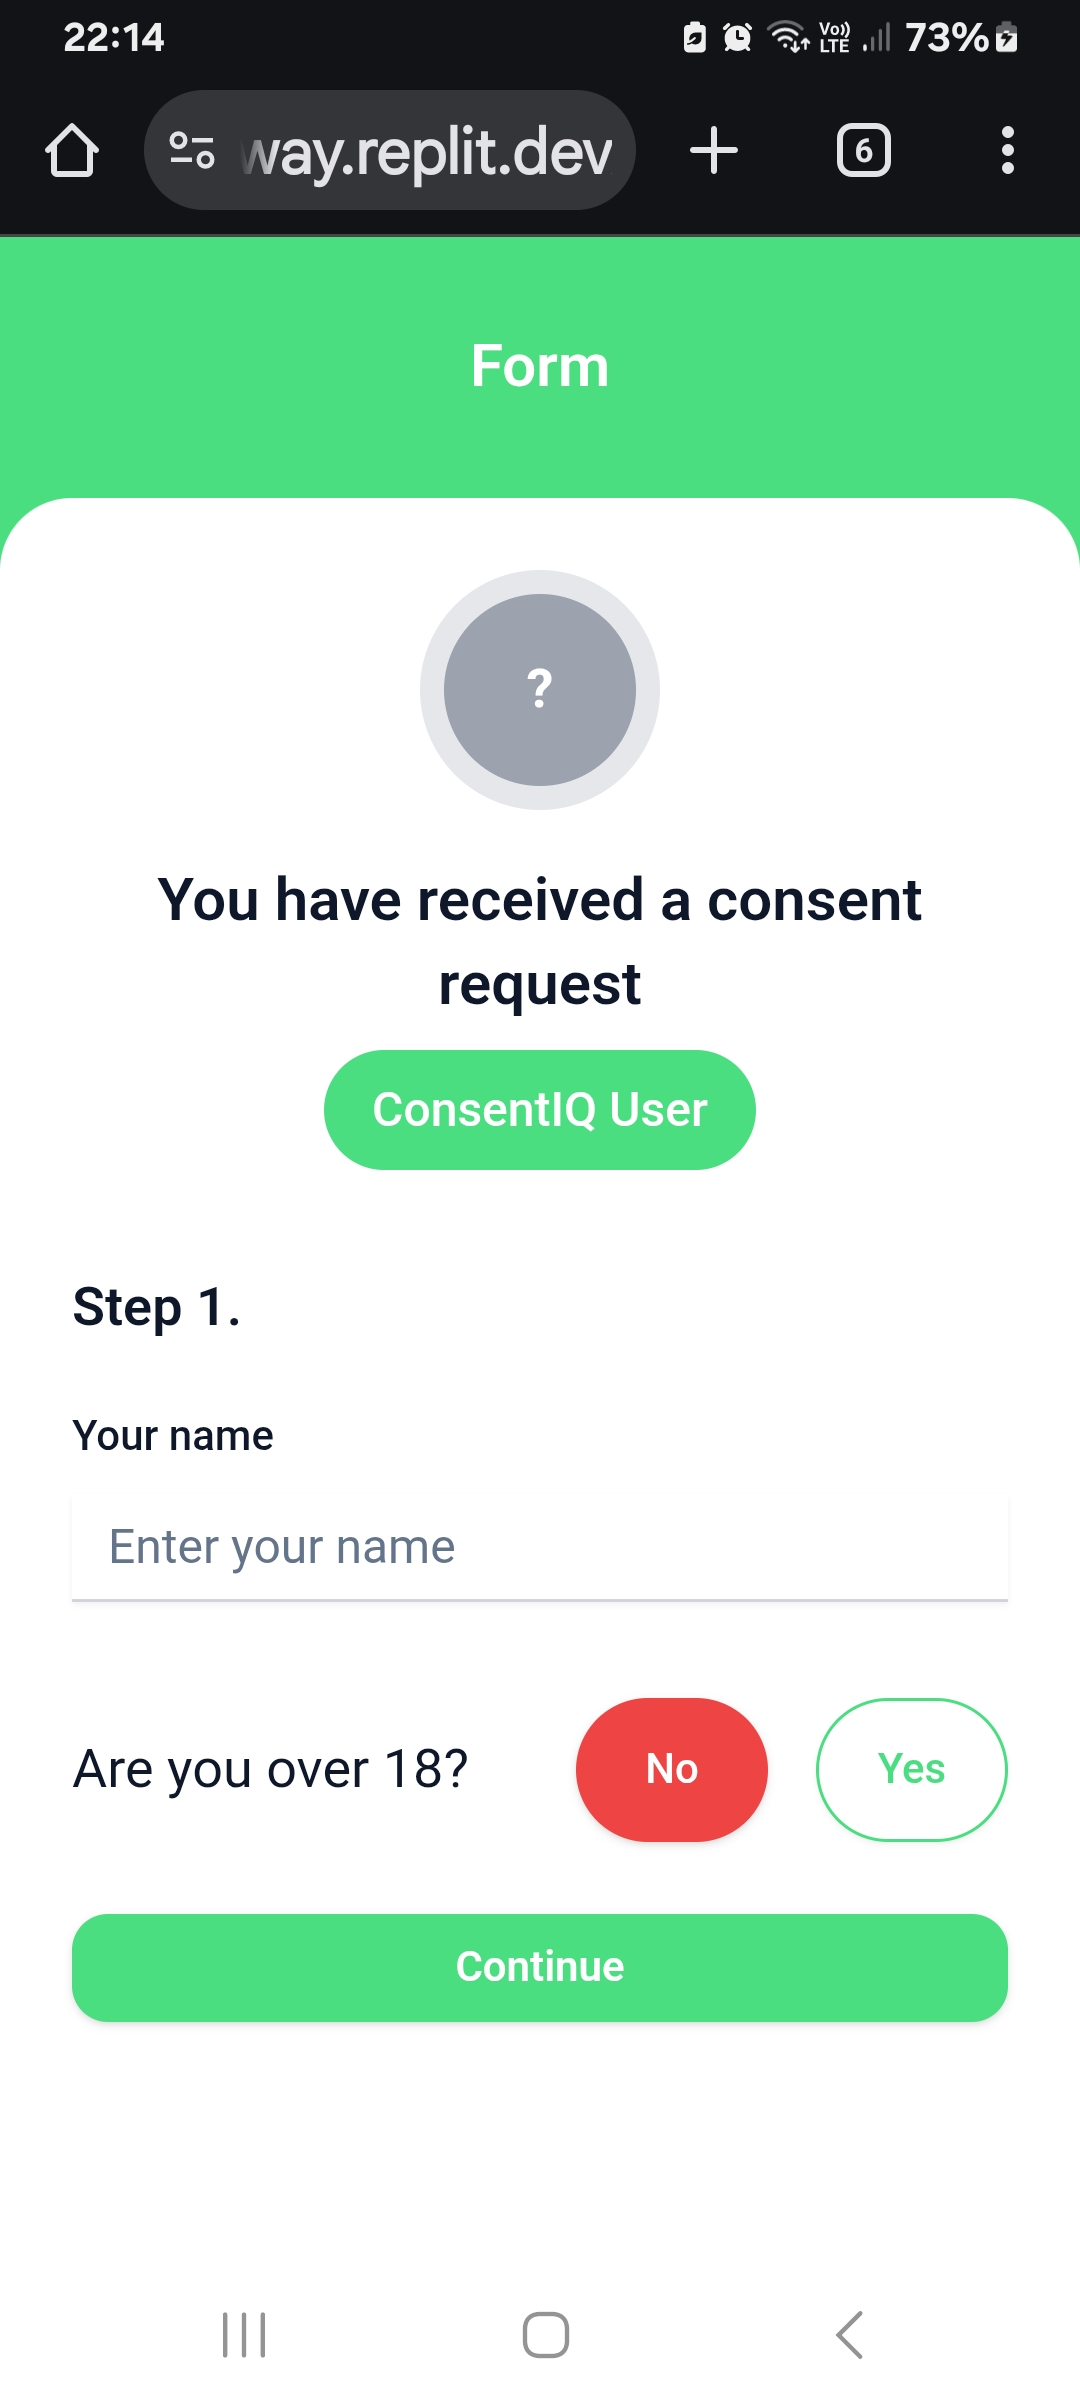 22:14
Vo))
LTE
73%
way.replit.dev
6
Form
?
You have received a consent
request
ConsentIQ User
Step 1.
Your name
Enter your name
Are you over 18?
No
Yes
Continue